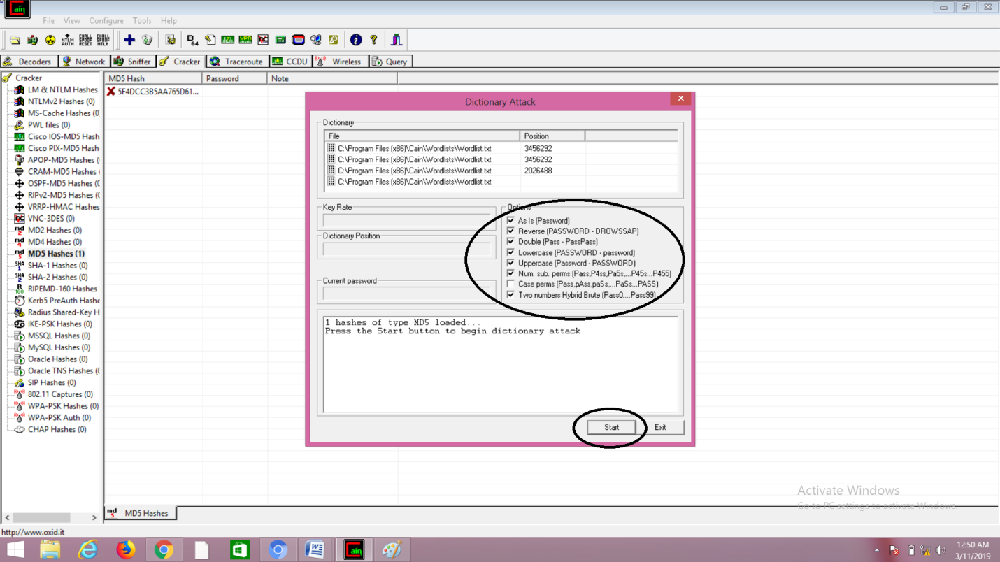 Cain
File View Configure Tools Help
NTLM AUTH CHALL SPOOF RESET CHALL SPOOF NTLM B64
Decoders Network Sniffer Cracker Traceroute CCDU Wireless Query
Cracker
LM & NTLM Hashes
NTLMv2 Hashes (0)
MS-Cache Hashes (0)
PWL files (0)
Cisco IOS-MD5 Hash
Cisco PIX-MD5 Hash
APOP-MD5 Hashes (
CRAM-MD5 Hashes
OSPF-MD5 Hashes (0
RIPv2-MD5 Hashes (0
VRRP-HMAC Hashes
VNC-3DES (0)
MD2 Hashes (0)
MD4 Hashes (0)
MD5 Hashes (1)
SHA-1 Hashes (0)
SHA-2 Hashes (0)
RIPEMD-160 Hashes
Kerb5 PreAuth Hashe
Radius Shared-Key H
IKE-PSK Hashes (0)
MSSQL Hashes (0)
MySQL Hashes (0)
Oracle Hashes (0)
Oracle TNS Hashes (0
SIP Hashes (0)
802.11 Captures (0)
WPA-PSK Hashes (0)
WPA-PSK Auth (0)
CHAP Hashes (0)
MD5 Hash Password Note
5F4DCC3B5AA765D61...
Dictionary Attack
Dictionary
File Position
C:\Program Files (x86)\Cain\Wordlists\Wordlist.txt 3456292
C:\Program Files (x86)\Cain\Wordlists\Wordlist.txt 3456292
C:\Program Files (x86)\Cain\Wordlists\Wordlist.txt 2026488
C:\Program Files (x86)\Cain\Wordlists\Wordlist.txt
Key Rate
Dictionary Position
Current password
Options
As Is (Password)
Reverse (PASSWORD - DROWSSAP)
Double (Pass - PassPass)
Lowercase (PASSWORD - password)
Uppercase (Password - PASSWORD)
Num. sub. perms (Pass,P4ss,Pa5s,...P45s...P455)
Case perms (Pass,pAss,paSs,...PaSs...PASS)
Two numbers Hybrid Brute (Pass0....Pass99)
1 hashes of type MD5 loaded...
Press the Start button to begin dictionary attack
Start Exit
Activate Windows
Go to PC settings to activate Windows.
MD5 Hashes
http://www.oxid.it
12:50 AM
3/11/2019